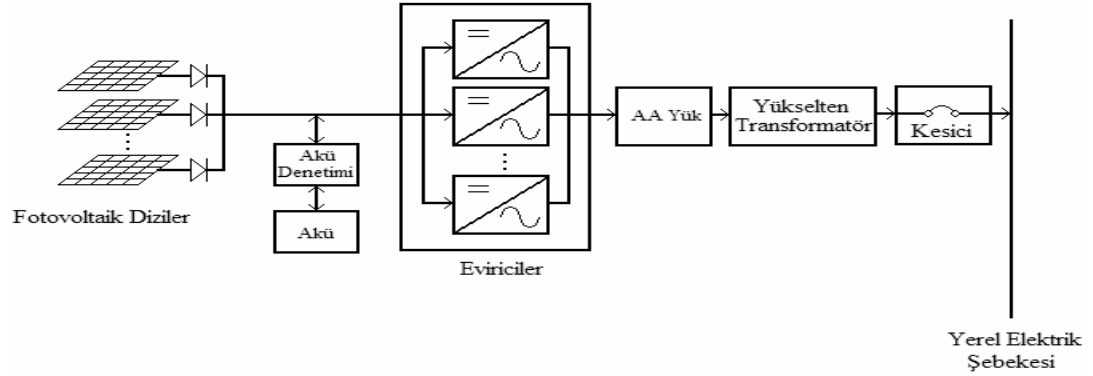 Fotovoltaik Diziler
Akü
Denetimi
Akü
Eviriciler
AA Yük
Yükselten
Transformatör
Kesici
Yerel Elektrik
Şebekesi